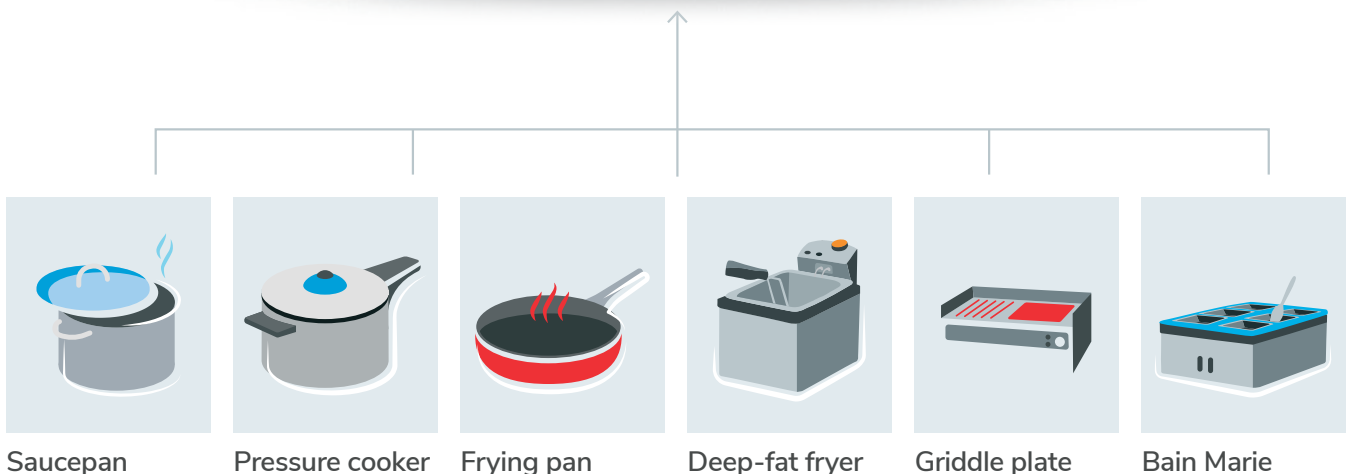 Saucepan
Pressure cooker
Frying pan
Deep-fat fryer
Griddle plate
Bain Marie